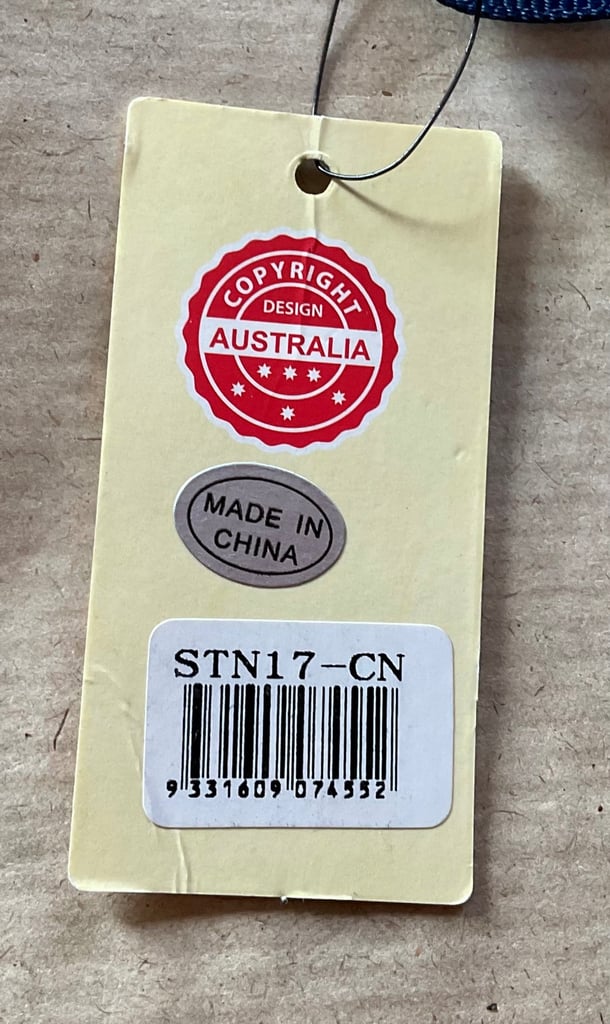 COPYRIGHT
DESIGN
AUSTRALIA
MADE IN
CHINA
STN17-CN
9 331609 074552